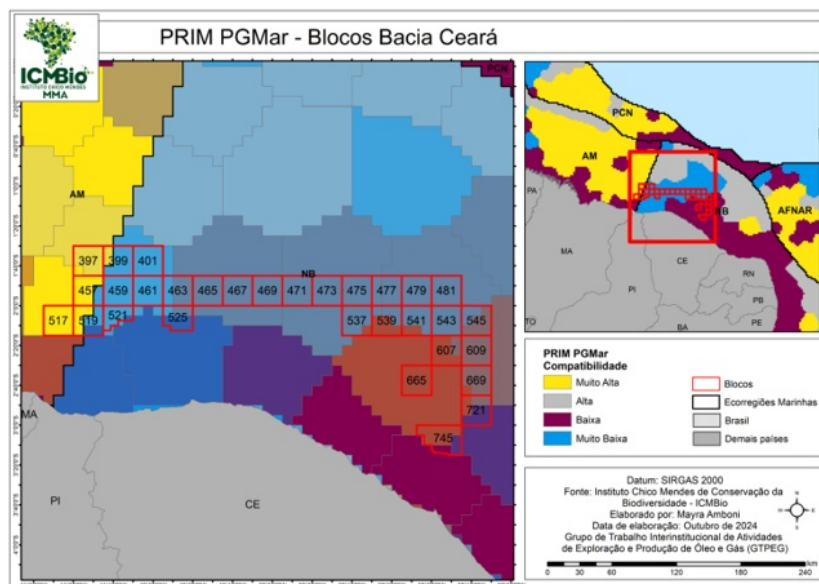 ICMBio
INSTITUTO CHICO MENDES
MMA
PRIM PGMar - Blocos Bacia Ceará
PCN
AM
NB
397 399 401
457 459 461 463 465 467 469 471 473 475 477 479 481
517 519 521 525 537 539 541 543 545
607 609
665 669
721
745
MA
PI
CE
PCN
AM
NB
AFNAR
PA
MA
PI
CE
RN
PB
PE
TO
BA
PRIM PGMar
Compatibilidade
Muito Alta
Alta
Baixa
Muito Baixa
Blocos
Ecorregiões Marinhas
Brasil
Demais países
Datum: SIRGAS 2000
Fonte: Instituto Chico Mendes de Conservação da
Biodiversidade - ICMBio
Elaborado por: Mayra Amboni
Data de elaboração: Outubro de 2024
Grupo de Trabalho Interinstitucional de Atividades
de Exploração e Produção de Óleo e Gás (GTPEG)
0 30 60 120 180 240